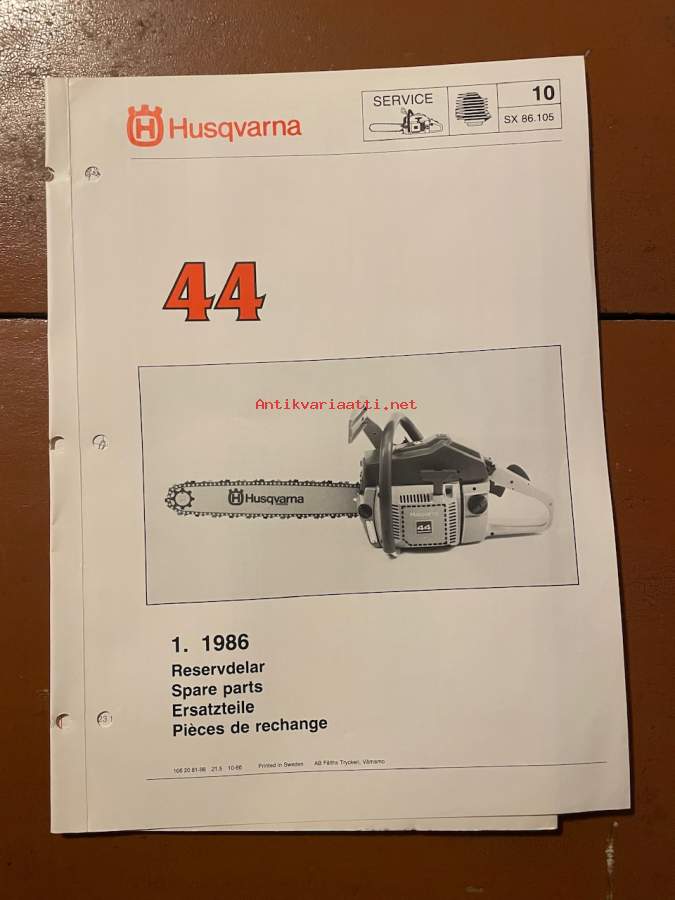 Husqvarna
SERVICE
10
SX 86.105
44
Antikvariaatti.net
Husqvarna
Husqvarna
44
1. 1986
Reservdelar
Spare parts
Ersatzteile
Pièces de rechange
Printed in Sweden AB Fälths Tryckeri, Värnamo